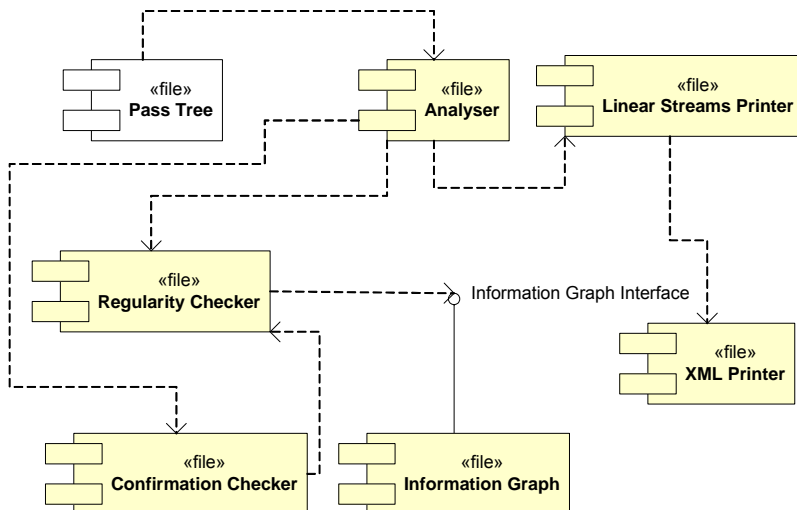 «file»
Pass Tree
«file»
Analyser
«file»
Linear Streams Printer
«file»
Regularity Checker
Information Graph Interface
«file»
XML Printer
«file»
Confirmation Checker
«file»
Information Graph